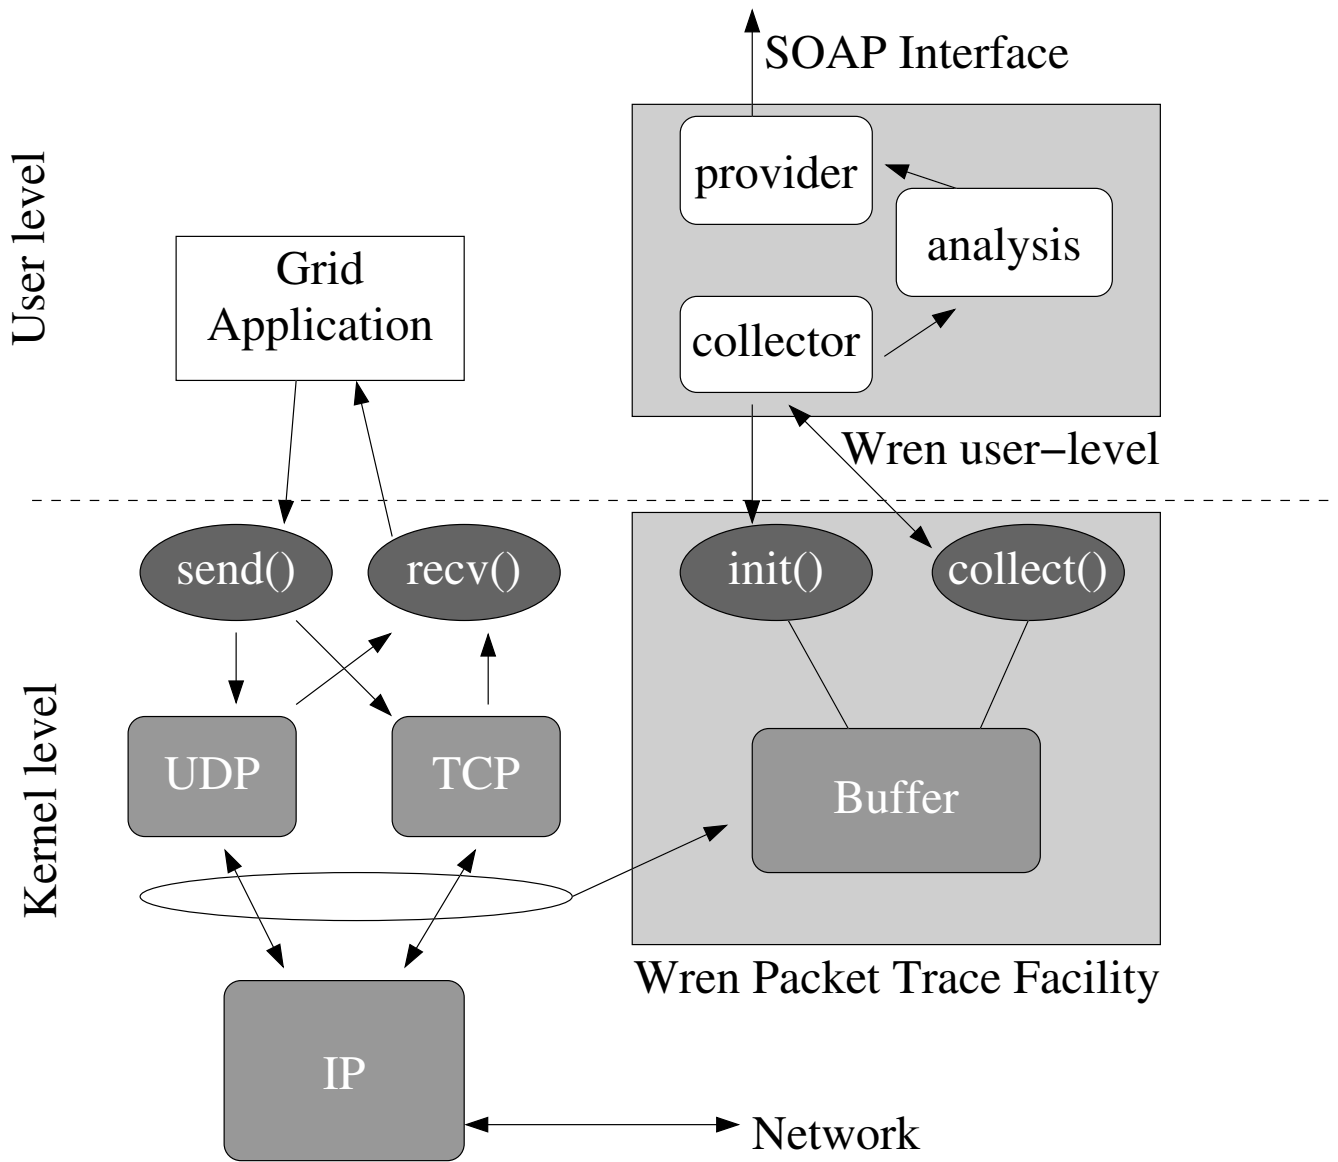 SOAP Interface
provider
analysis
collector
Wren user−level
User level
Grid
Application
send()
recv()
init()
collect()
Kernel level
UDP
TCP
Buffer
Wren Packet Trace Facility
IP
Network